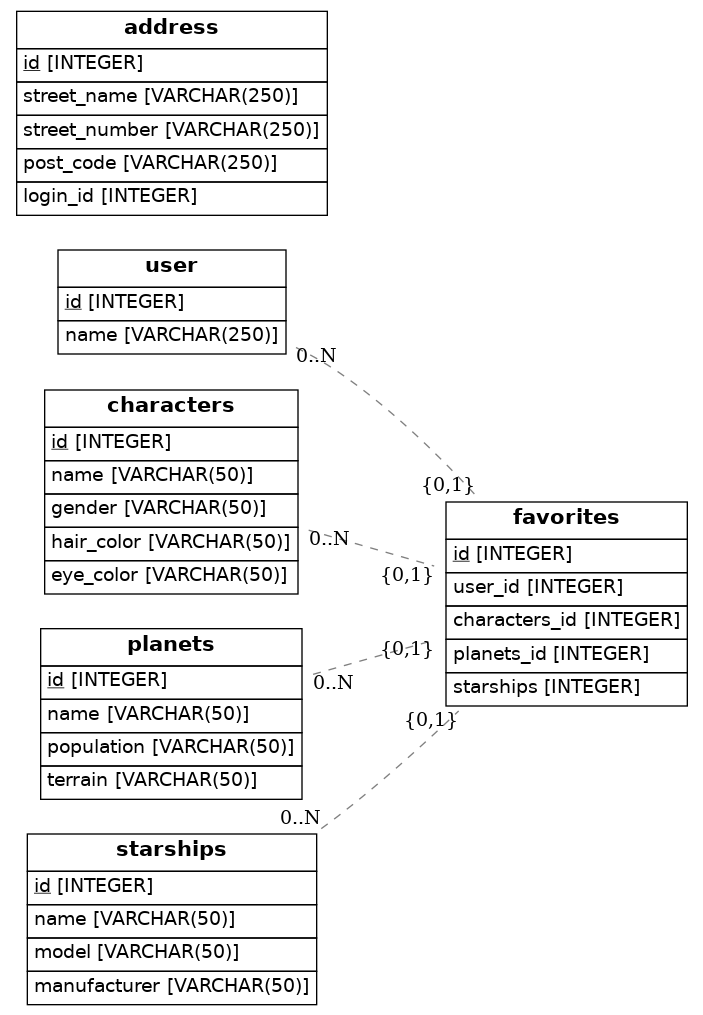 address
id [INTEGER]
street_name [VARCHAR(250)]
street_number [VARCHAR(250)]
post_code [VARCHAR(250)]
login_id [INTEGER]
user
id [INTEGER]
name [VARCHAR(250)]
0..N
characters
id [INTEGER]
name [VARCHAR(50)]
gender [VARCHAR(50)]
hair_color [VARCHAR(50)]
eye_color [VARCHAR(50)]
0..N
{0,1}
{0,1}
favorites
id [INTEGER]
user_id [INTEGER]
characters_id [INTEGER]
planets_id [INTEGER]
starships [INTEGER]
{0,1}
{0,1}
planets
id [INTEGER]
name [VARCHAR(50)]
population [VARCHAR(50)]
terrain [VARCHAR(50)]
0..N
0..N
starships
id [INTEGER]
name [VARCHAR(50)]
model [VARCHAR(50)]
manufacturer [VARCHAR(50)]